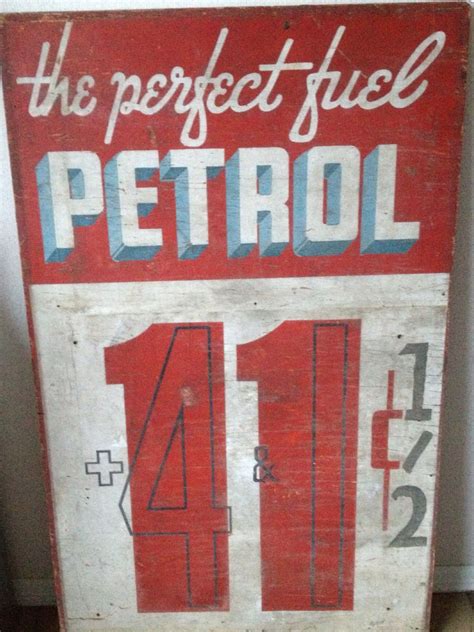 the perfect fuel
PETROL
+4&1¢1/2